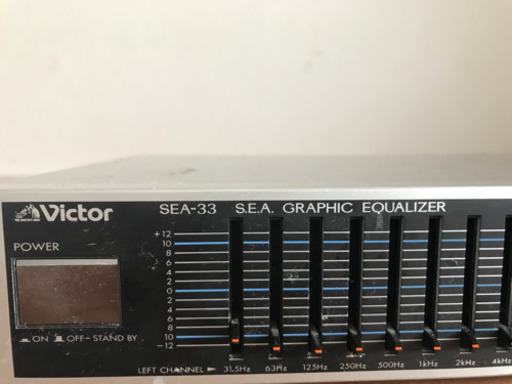 Victor
SEA-33 S.E.A. GRAPHIC EQUALIZER
POWER
ON OFF-STAND BY
+12
10
8
6
4
2
0
2
4
6
8
10
-12
LEFT CHANNEL 31.5Hz 63Hz 125Hz 250Hz 500Hz 1kHz 2kHz 4kHz